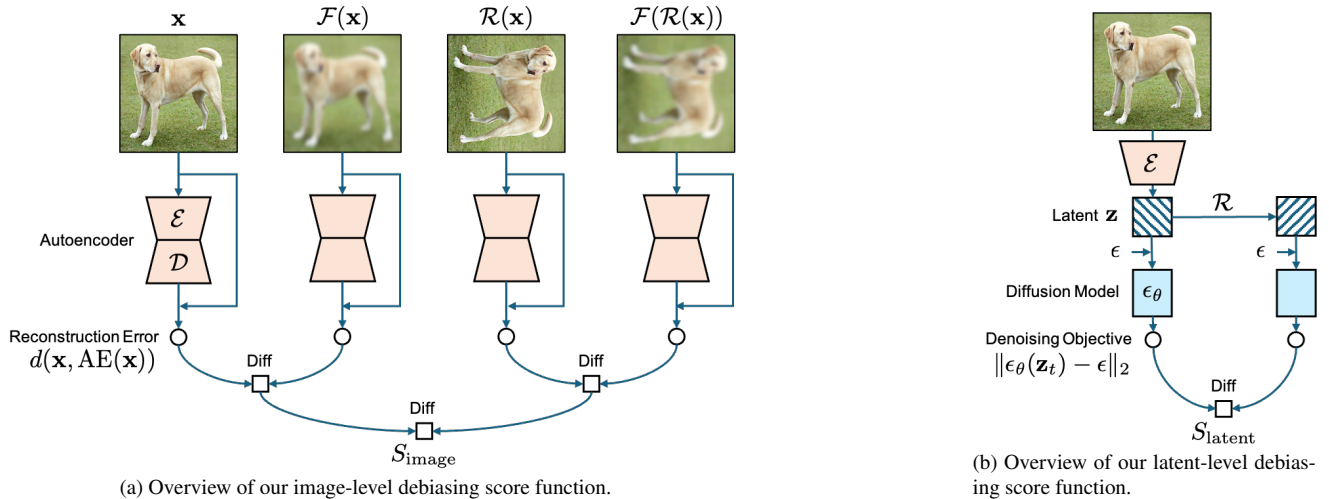 x
F(x)
R(x)
F(R(x))
E
D
Autoencoder
Reconstruction Error
d(x, AE(x))
Diff
Diff
Diff
S_image
(a) Overview of our image-level debiasing score function.
E
Latent z
R
ϵ
ϵ
Diffusion Model
ϵ_θ
Denoising Objective
‖ϵ_θ(z_t) − ϵ‖_2
Diff
S_latent
(b) Overview of our latent-level debias-
ing score function.